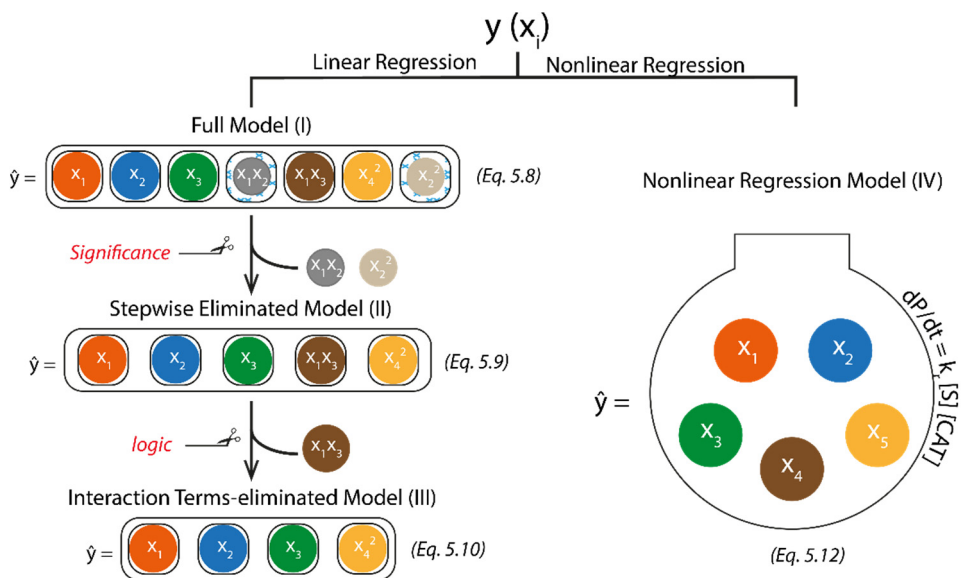 y (xᵢ)
Linear Regression
Nonlinear Regression
Full Model (I)
ŷ = x₁ x₂ x₃ x₁x₂ x₁x₃ x₄² x₂² (Eq. 5.8)
Significance
x₁x₂ x₂²
Stepwise Eliminated Model (II)
ŷ = x₁ x₂ x₃ x₁x₃ x₄² (Eq. 5.9)
logic
x₁x₃
Interaction Terms-eliminated Model (III)
ŷ = x₁ x₂ x₃ x₄² (Eq. 5.10)
Nonlinear Regression Model (IV)
dP/dt = kᵣ [S] [CAT]
x₁ x₂
ŷ =
x₃ x₄ x₅
(Eq. 5.12)